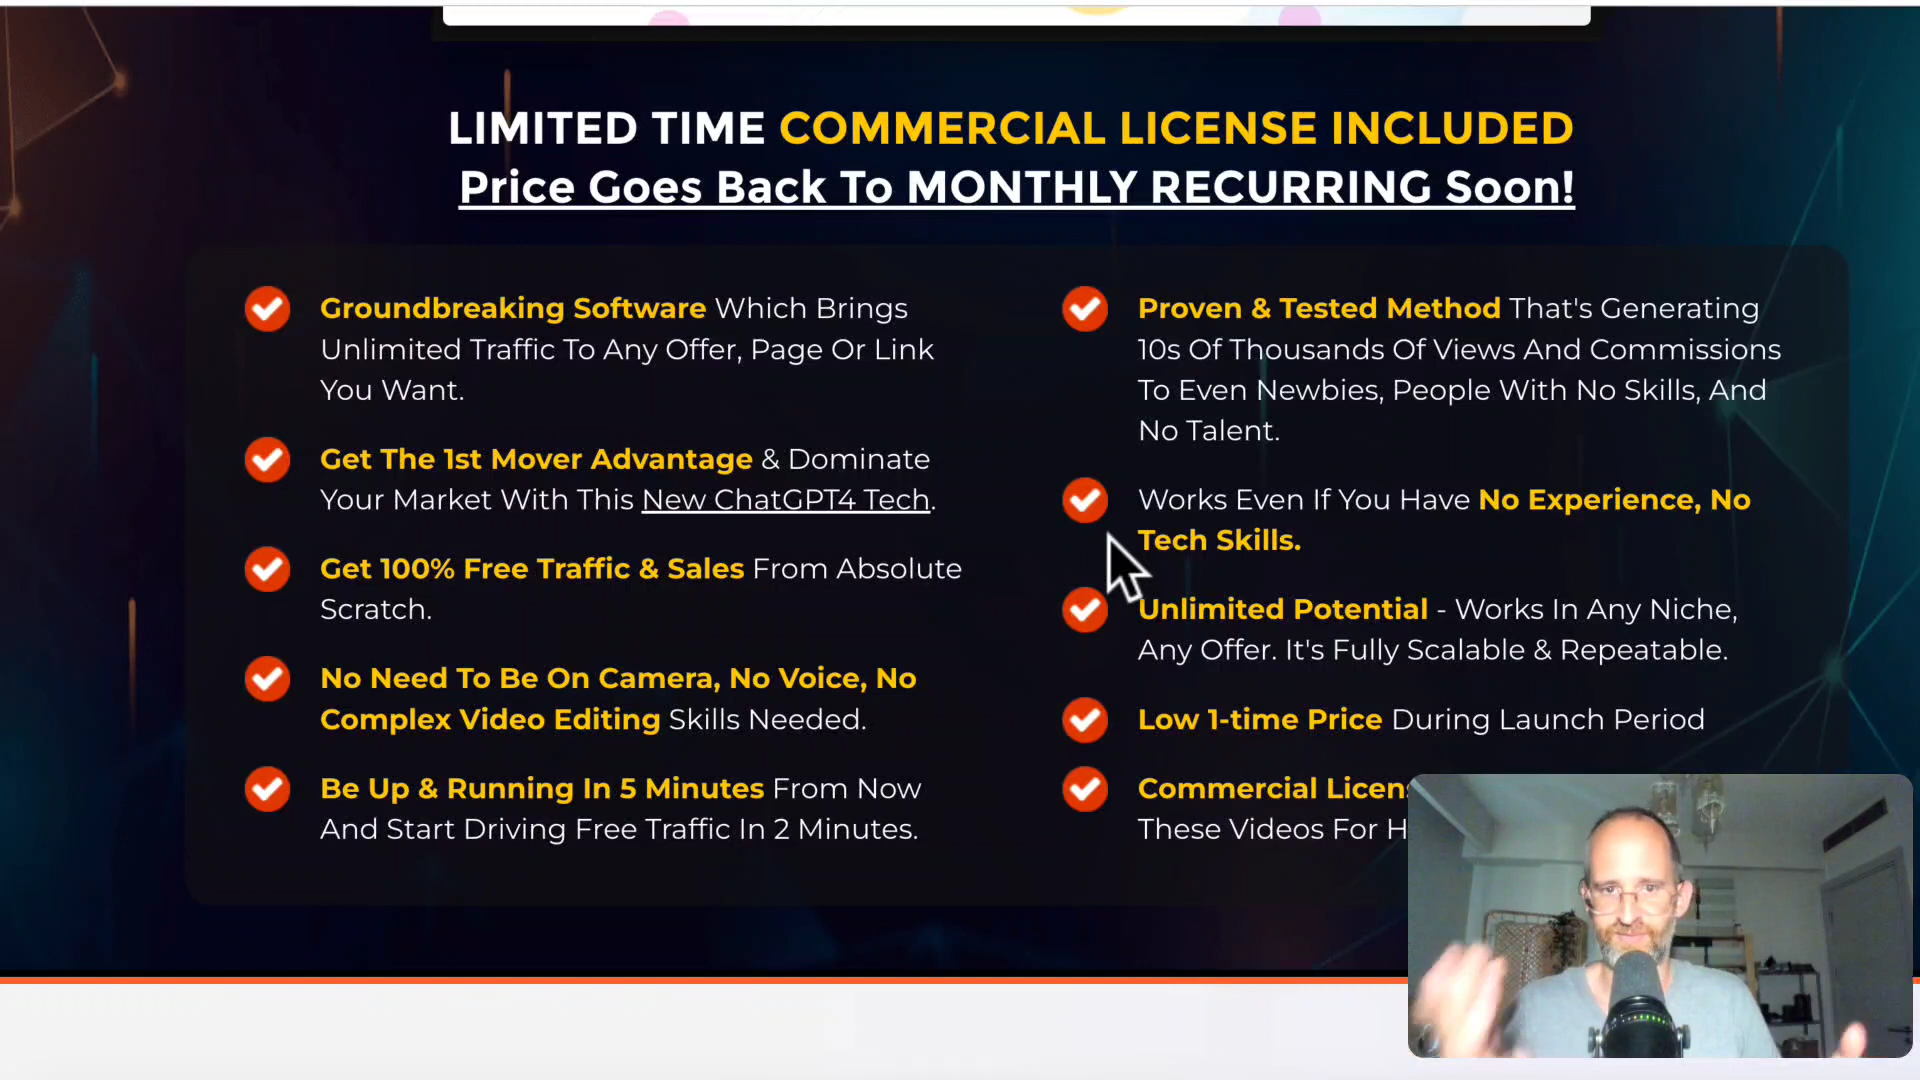 LIMITED TIME COMMERCIAL LICENSE INCLUDED
Price Goes Back To MONTHLY RECURRING Soon!
Groundbreaking Software Which Brings
Unlimited Traffic To Any Offer, Page Or Link
You Want.
Get The 1st Mover Advantage & Dominate
Your Market With This New ChatGPT4 Tech.
Get 100% Free Traffic & Sales From Absolute
Scratch.
No Need To Be On Camera, No Voice, No
Complex Video Editing Skills Needed.
Be Up & Running In 5 Minutes From Now
And Start Driving Free Traffic In 2 Minutes.
Proven & Tested Method That's Generating
10s Of Thousands Of Views And Commissions
To Even Newbies, People With No Skills, And
No Talent.
Works Even If You Have No Experience, No
Tech Skills.
Unlimited Potential - Works In Any Niche,
Any Offer. It's Fully Scalable & Repeatable.
Low 1-time Price During Launch Period
Commercial
These Videos For